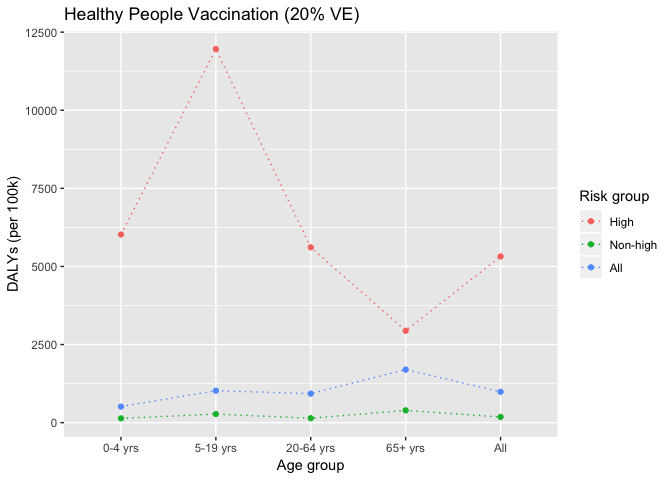 Healthy People Vaccination (20% VE)
DALYs (per 100k)
12500
10000
7500
5000
2500
0
0-4 yrs
5-19 yrs
20-64 yrs
65+ yrs
All
Age group
Risk group
High
Non-high
All